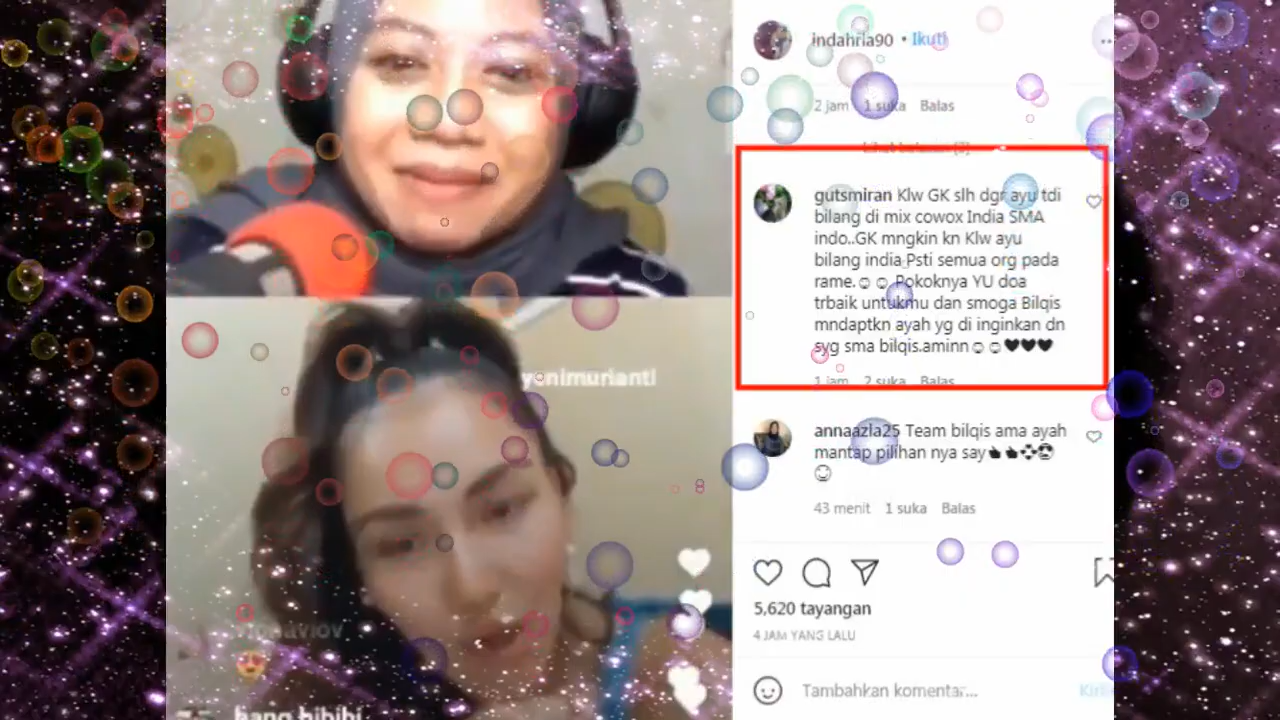 indahria90 • Ikuti
2 jam 1 suka Balas
gutsmiran Klw GK slh dgr ayu tdi
bilang di mix cowox India SMA
indo..GK mngkin kn Klw ayu
bilang india Psti semua org pada
rame.☺☺ Pokoknya YU doa
trbaik untukmu dan smoga Bilqis
mndaptkn ayah yg di inginkan dn
syg sma bilqis.aminn☺☺🖤🖤🖤
1 jam 2 suka Balas
annaazla25 Team bilqis ama ayah
mantap pilihan nya say
43 menit 1 suka Balas
5,620 tayangan
4 JAM YANG LALU
Tambahkan komentar...
yenimurianti
bang bibibi